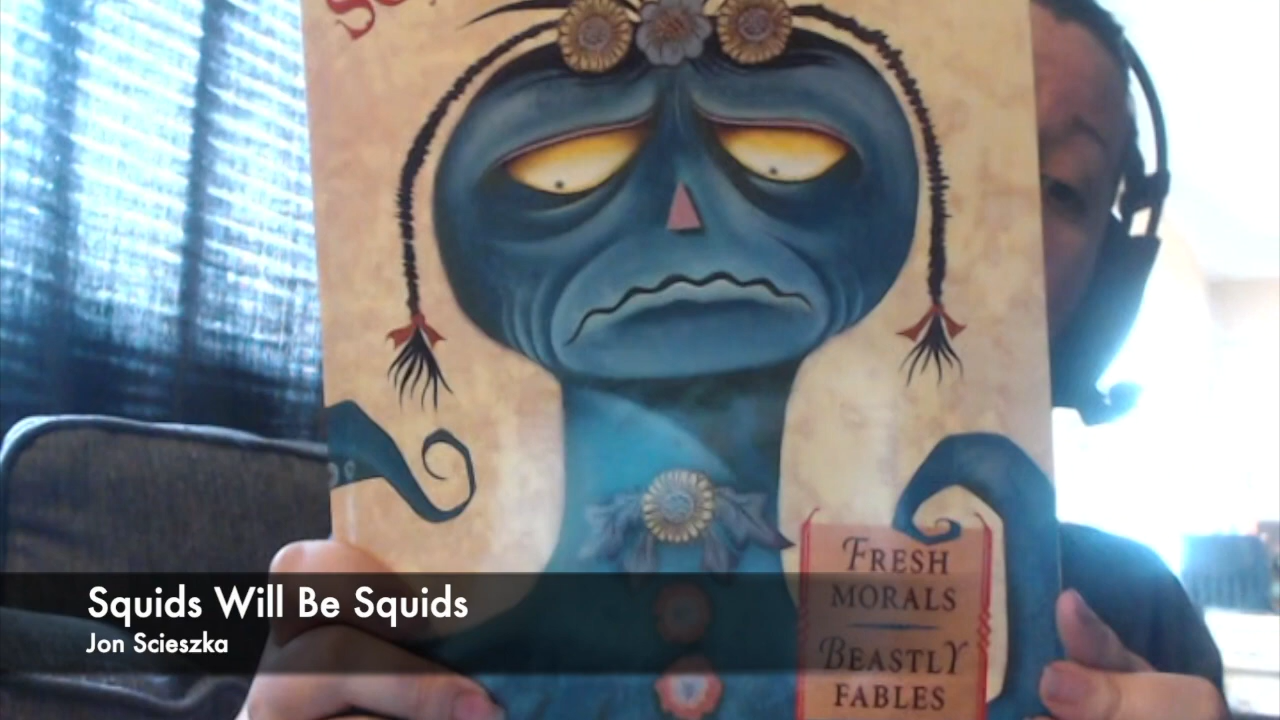 Squids Will Be Squids
Jon Scieszka
FRESH
MORALS
BEASTLY
FABLES